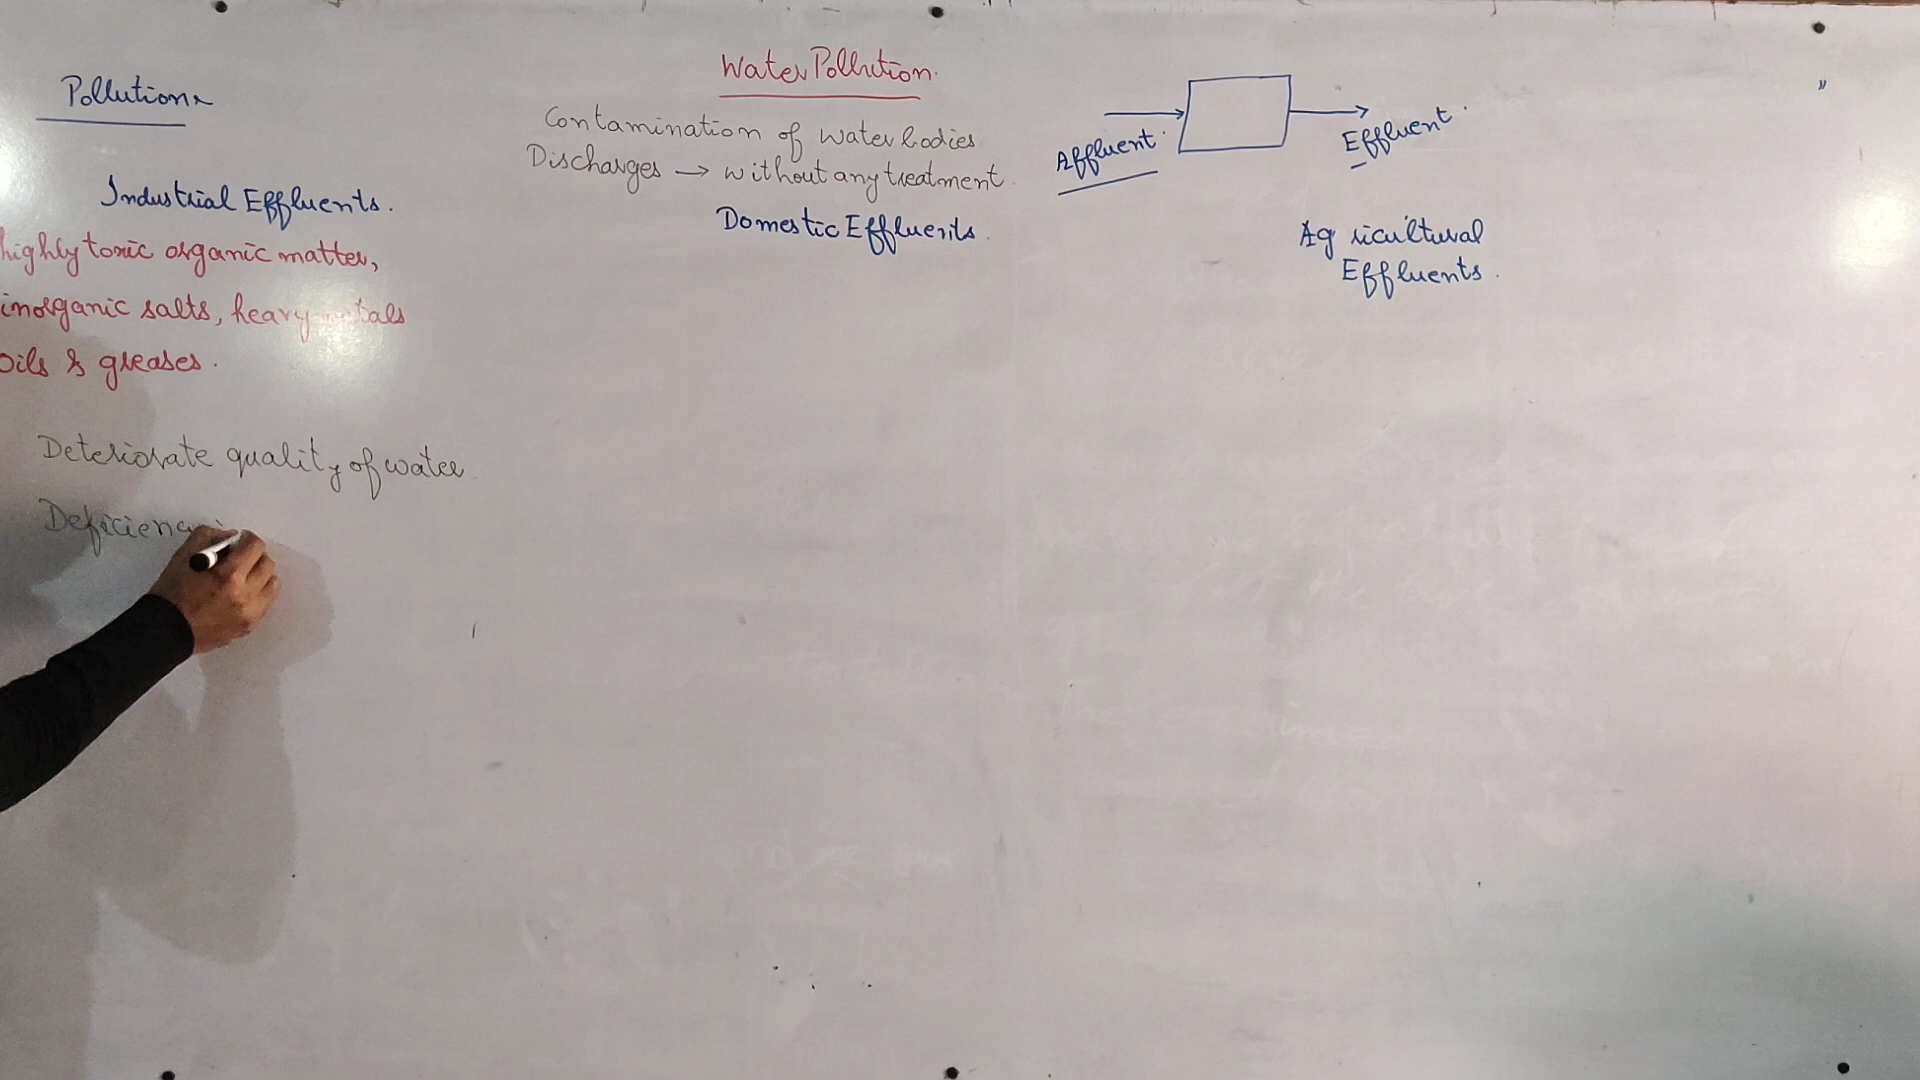 Water Pollution.
Pollution
Contamination of water bodies.
Discharges → without any treatment.
Affluent.
Effluent.
Industrial Effluents.
highly toxic organic matter,
inorganic salts, heavy metals
oils & greases.
Domestic Effluents.
Agricultural
Effluents.
Deteriorate quality of water